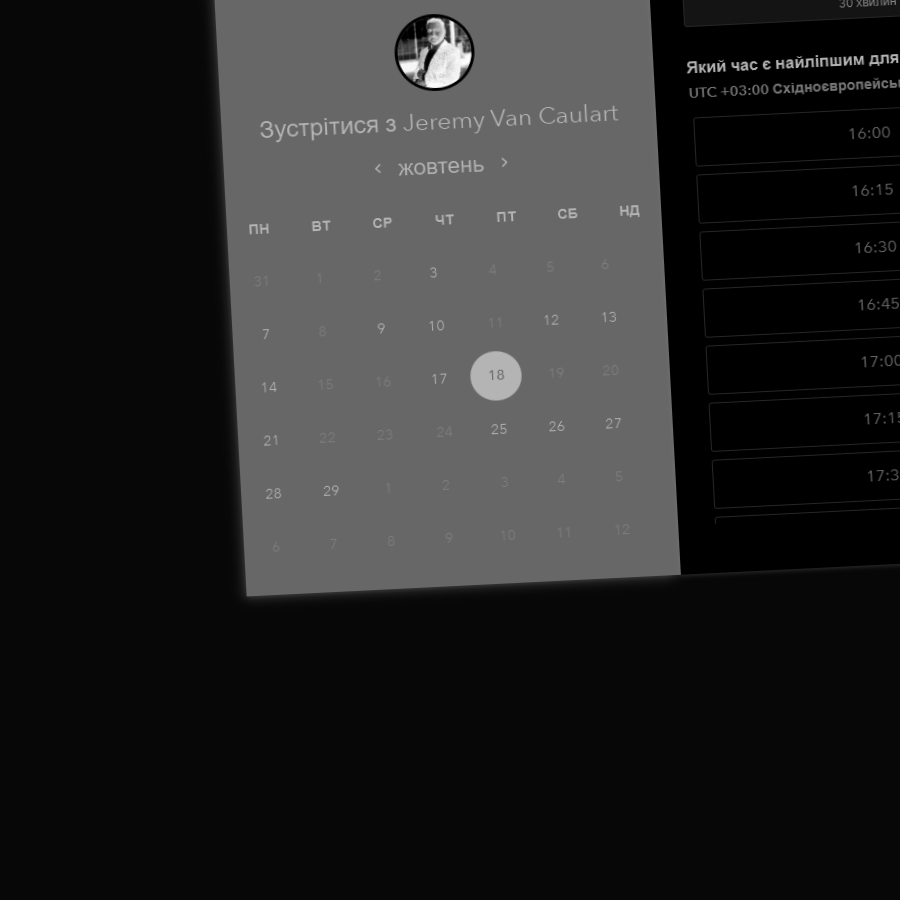 Зустрітися з Jeremy Van Caulart
жовтень
ПН ВТ СР ЧТ ПТ СБ НД
31 1 2 3 4 5 6
7 8 9 10 11 12 13
14 15 16 17 18 19 20
21 22 23 24 25 26 27
28 29 1 2 3 4 5
6 7 8 9 10 11 12
30 хвилин
Який час є найліпшим для
UTC +03:00
16:00
16:15
16:30
16:45
17:00
17:15